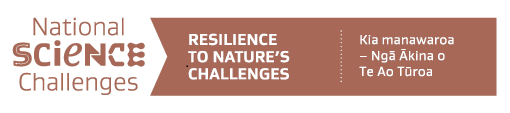 National
SCIENCE
Challenges
RESILIENCE
TO NATURE'S
CHALLENGES
Kia manawaroa
– Ngā Ākina o
Te Ao Tūroa